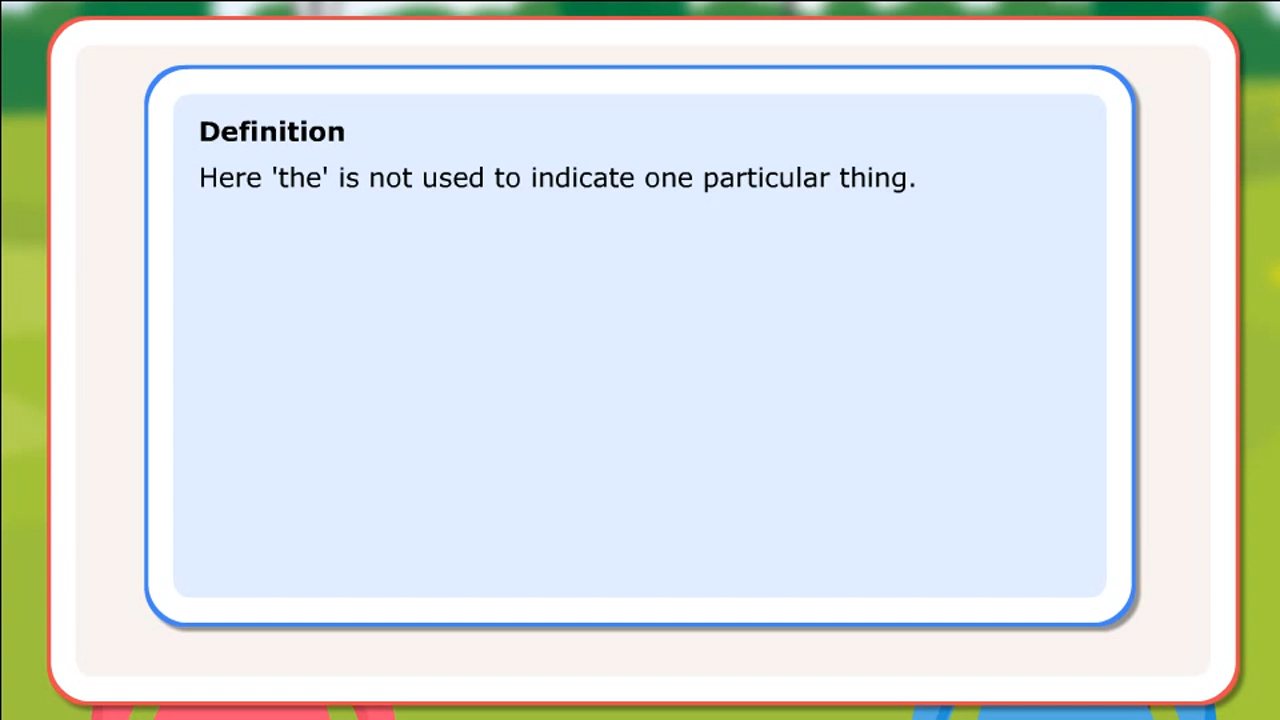 Definition
Here 'the' is not used to indicate one particular thing.